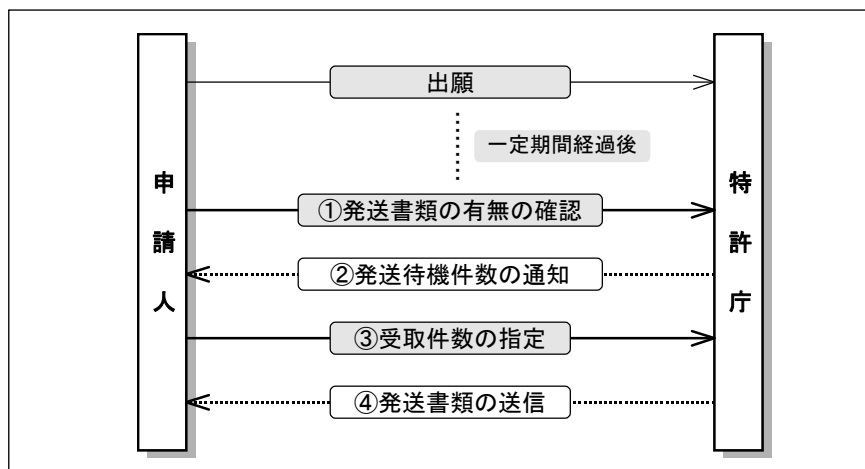 出願
一定期間経過後
申請人
特許庁
①発送書類の有無の確認
②発送待機件数の通知
③受取件数の指定
④発送書類の送信